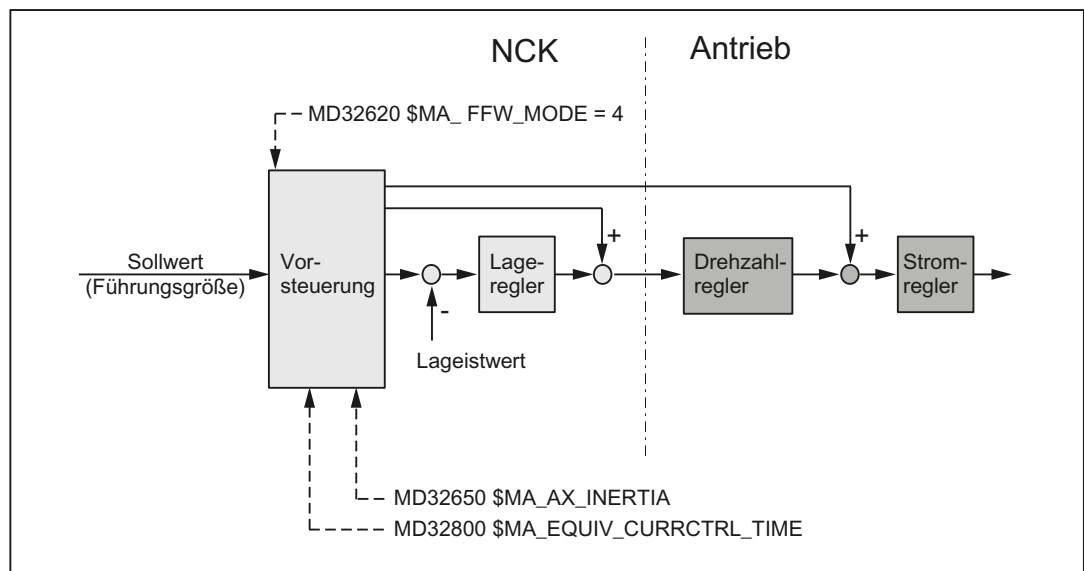 NCK
Antrieb
MD32620 $MA_ FFW_MODE = 4
Sollwert
(Führungsgröße)
Vor-
steuerung
-
Lageistwert
Lage-
regler
+
Drehzahl-
regler
+
Strom-
regler
MD32650 $MA_AX_INERTIA
MD32800 $MA_EQUIV_CURRCTRL_TIME